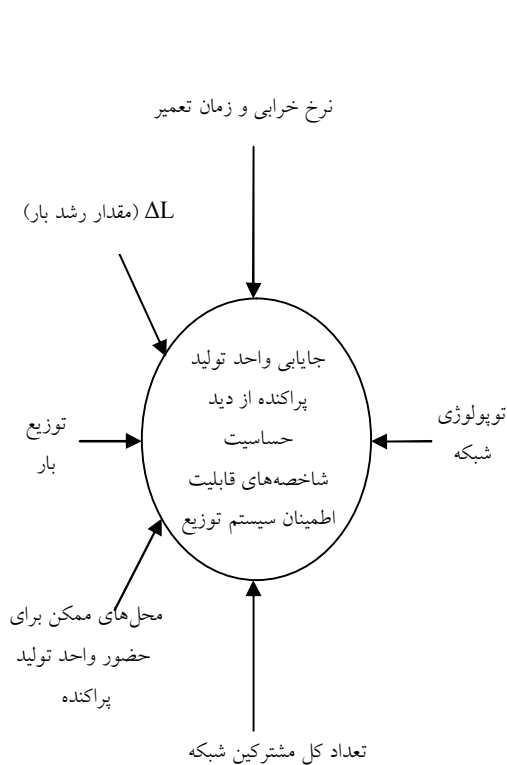 نرخ خرابی و زمان تعمیر
ΔL (مقدار رشد بار)
جایابی واحد تولید
پراکنده از دید
حساسیت
شاخصه‌های قابلیت
اطمینان سیستم توزیع
توپولوژی
شبکه
توزیع
بار
محل‌های ممکن برای
حضور واحد تولید
پراکنده
تعداد کل مشترکین شبکه